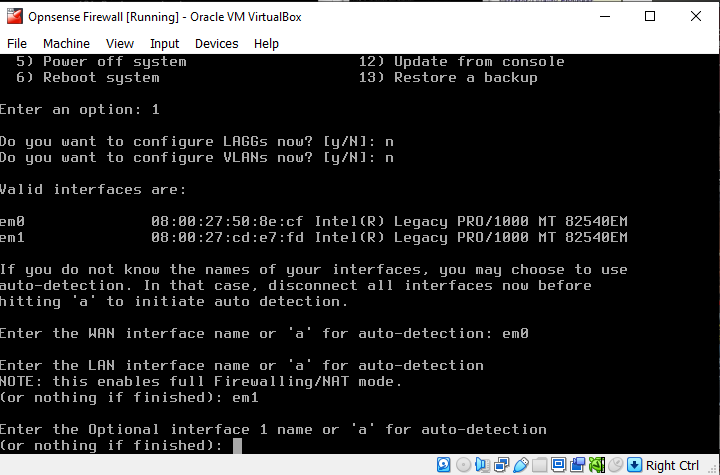 Opnsense Firewall [Running] - Oracle VM VirtualBox
File Machine View Input Devices Help
5) Power off system 12) Update from console
6) Reboot system 13) Restore a backup
Enter an option: 1
Do you want to configure LAGGs now? [y/N]: n
Do you want to configure VLANs now? [y/N]: n
Valid interfaces are:
em0 08:00:27:50:8e:cf Intel(R) Legacy PRO/1000 MT 82540EM
em1 08:00:27:cd:e7:fd Intel(R) Legacy PRO/1000 MT 82540EM
If you do not know the names of your interfaces, you may choose to use
auto-detection. In that case, disconnect all interfaces now before
hitting 'a' to initiate auto detection.
Enter the WAN interface name or 'a' for auto-detection: em0
Enter the LAN interface name or 'a' for auto-detection
NOTE: this enables full Firewalling/NAT mode.
(or nothing if finished): em1
Enter the Optional interface 1 name or 'a' for auto-detection
(or nothing if finished):
Right Ctrl